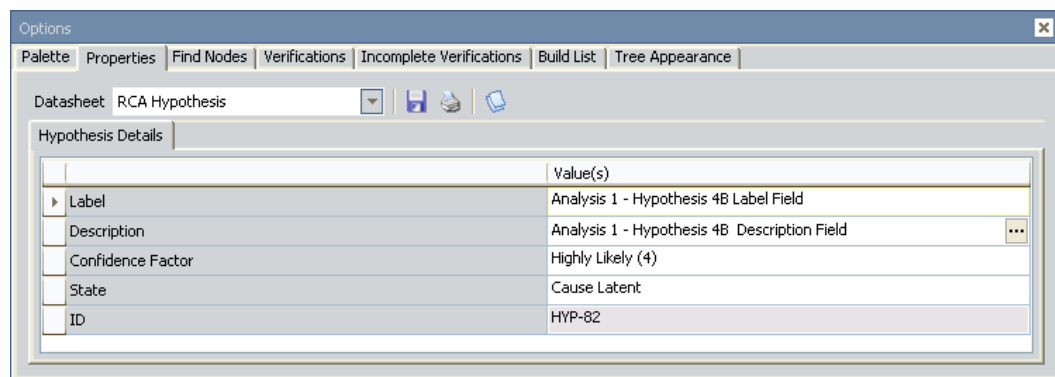 Options
Palette Properties Find Nodes Verifications Incomplete Verifications Build List Tree Appearance
Datasheet RCA Hypothesis
Hypothesis Details
Value(s)
Label Analysis 1 - Hypothesis 4B Label Field
Description Analysis 1 - Hypothesis 4B Description Field ...
Confidence Factor Highly Likely (4)
State Cause Latent
ID HYP-82